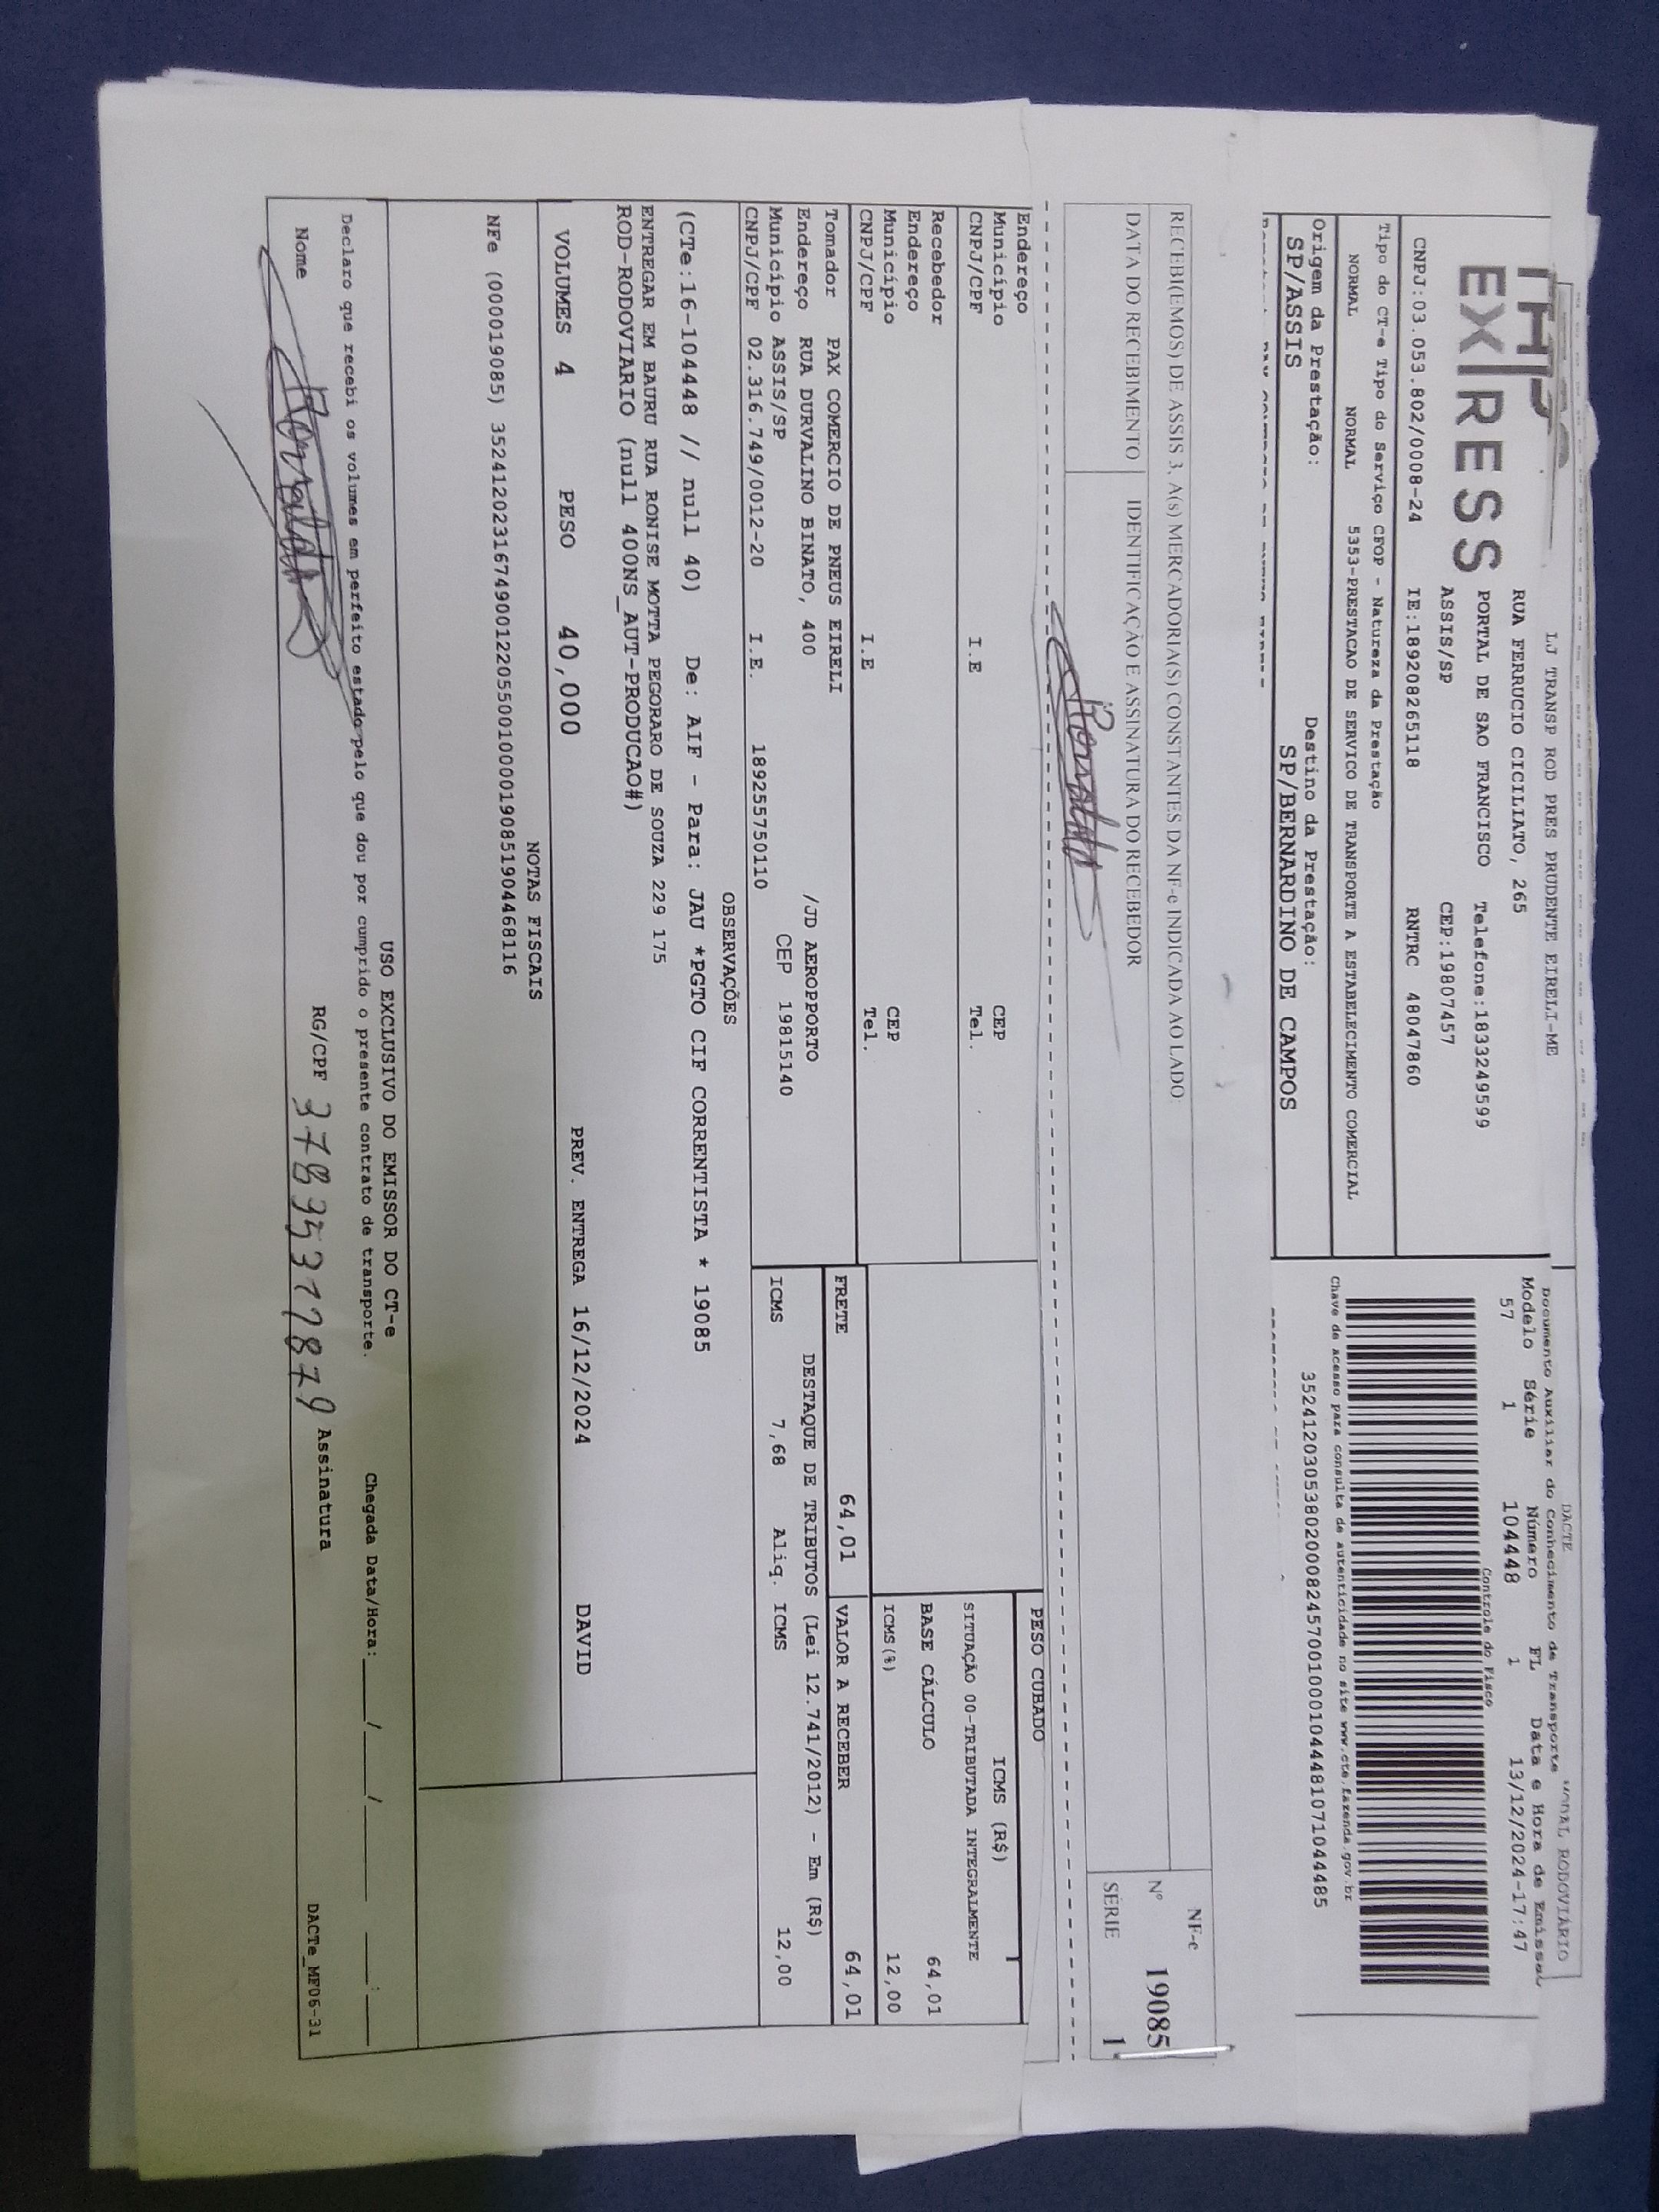 DACTE
LJ TRANSP ROD PRES PRUDENTE EIRELI-ME
Documento Auxiliar do Conhecimento de Transporte
MODAL RODOVIÁRIO
EXPRESS
RUA FERRUCIO CICILIATO, 265
PORTAL DE SAO FRANCISCO Telefone:1833249599
ASSIS/SP CEP:19807457
CNPJ:03.053.802/0008-24 IE:189208265118 RNTRC 48047860
Modelo Série Número FL Data e Hora de Emissão
57 1 104448 1 13/12/2024-17:47
Controle do Fisco
Tipo do CT-e Tipo do Serviço CFOP - Natureza da Prestação
NORMAL NORMAL 5353-PRESTACAO DE SERVICO DE TRANSPORTE A ESTABELECIMENTO COMERCIAL
Chave de acesso para consulta de autenticidade no site www.cte.fazenda.gov.br
35241203053802000824570010001044481071044485
Origem da Prestação: Destino da Prestação:
SP/ASSIS SP/BERNARDINO DE CAMPOS
RECEBI(EMOS) DE ASSIS 3, A(s) MERCADORIA(S) CONSTANTES DA NF-e INDICADA AO LADO:
DATA DO RECEBIMENTO IDENTIFICAÇÃO E ASSINATURA DO RECEBEDOR
NF-e
Nº 19085
SÉRIE 1
Endereço
Município CEP
CNPJ/CPF I.E Tel.
Recebedor
Endereço
Município CEP
CNPJ/CPF I.E Tel.
PESO CUBADO
ICMS (R$)
SITUAÇÃO 00-TRIBUTADA INTEGRALMENTE
BASE CÁLCULO 64,01
ICMS(%) 12,00
Tomador PAX COMERCIO DE PNEUS EIRELI
Endereço RUA DURVALINO BINATO, 400 /JD AEROPPORTO
Município ASSIS/SP CEP 19815140
CNPJ/CPF 02.316.749/0012-20 I.E. 189255750110
FRETE 64,01 VALOR A RECEBER 64,01
DESTAQUE DE TRIBUTOS (Lei 12.741/2012) - Em (R$)
ICMS 7,68 Aliq. ICMS 12,00
OBSERVAÇÕES
(CTe:16-104448 // null 40) De: AIF - Para: JAU *PGTO CIF CORRENTISTA * 19085
ENTREGAR EM BAURU RUA RONISE MOTTA PEGORARO DE SOUZA 229 175
ROD-RODOVIARIO (null 400NS_AUT-PRODUCAO#)
VOLUMES 4 PESO 40,000 PREV. ENTREGA 16/12/2024 DAVID
NOTAS FISCAIS
NFe (000019085) 35241202316749001220550010000190851904468116
USO EXCLUSIVO DO EMISSOR DO CT-e
Declaro que recebi os volumes em perfeito estado pelo que dou por cumprido o presente contrato de transporte. Chegada Data/Hora:____/____/____ ___:___
Nome RG/CPF 37895317879 Assinatura DACTe_MF06-31